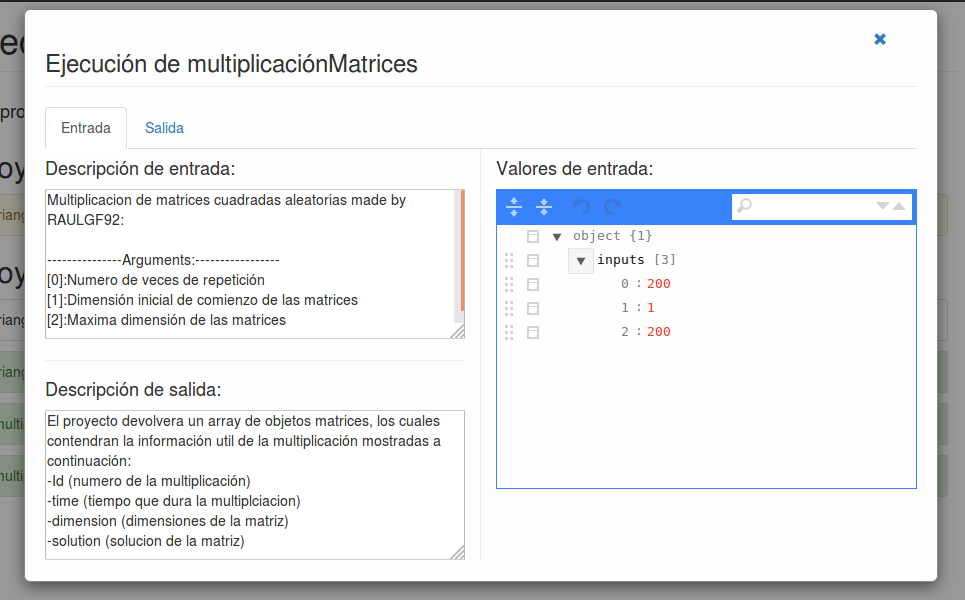 Ejecución de multiplicaciónMatrices
Entrada
Salida
Descripción de entrada:
Multiplicacion de matrices cuadradas aleatorias made by
RAULGF92:
---------------Arguments:-----------------
[0]:Numero de veces de repetición
[1]:Dimensión inicial de comienzo de las matrices
[2]:Maxima dimensión de las matrices
Descripción de salida:
El proyecto devolvera un array de objetos matrices, los cuales
contendran la información util de la multiplicación mostradas a
continuación:
-Id (numero de la multiplicación)
-time (tiempo que dura la multiplciacion)
-dimension (dimensiones de la matriz)
-solution (solucion de la matriz)
Valores de entrada:
object {1}
inputs [3]
0 : 200
1 : 1
2 : 200